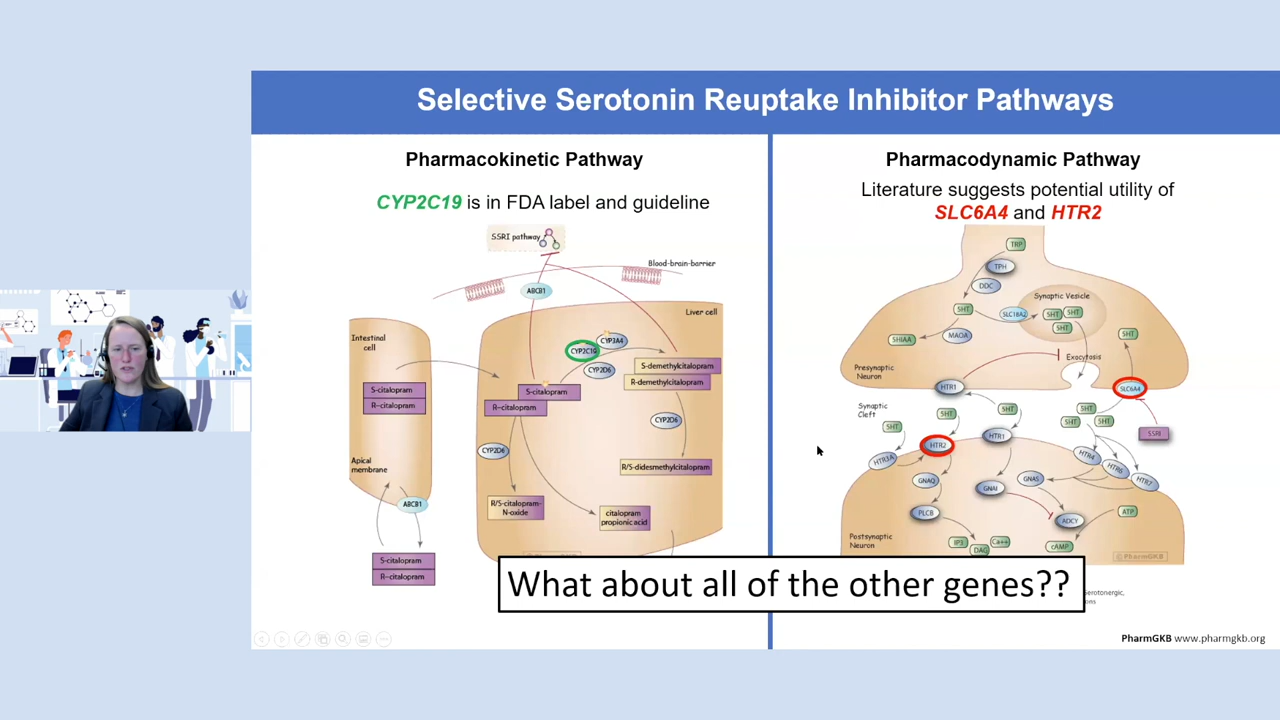 Selective Serotonin Reuptake Inhibitor Pathways
Pharmacokinetic Pathway
CYP2C19 is in FDA label and guideline
SSRI pathway
Blood-brain-barrier
ABCB1
Liver cell
Intestinal
cell
CYP2C19
CYP3A4
CYP2D6
S-demethylcitalopram
R-demethylcitalopram
S-citalopram
R-citalopram
S-citalopram
R-citalopram
CYP2D6
CYP2D6
Apical
membrane
R/S-didesmethylcitalopram
ABCB1
R/S-citalopram-
N-oxide
citalopram
propionic acid
S-citalopram
R-citalopram
Pharmacodynamic Pathway
Literature suggests potential utility of
SLC6A4 and HTR2
TRP
TPH
DDC
Synaptic Vesicle
5HT
SLC18A2
5HT
5HT
5HT
5HIAA
MAOA
5HT
Exocytosis
Presynaptic
Neuron
HTR1
SLC6A4
Synaptic
Cleft
5HT
5HT
5HT
5HT
5HT
5HT
SSRI
HTR2
HTR1
HTR3A
HTR4
HTR6
HTR7
GNAQ
GNAI
GNAS
PLCB
ADCY
ATP
Postsynaptic
Neuron
IP3
DAG
Ca++
cAMP
© PharmGKB
What about all of the other genes??
erotonergic,
ons
PharmGKB www.pharmgkb.org